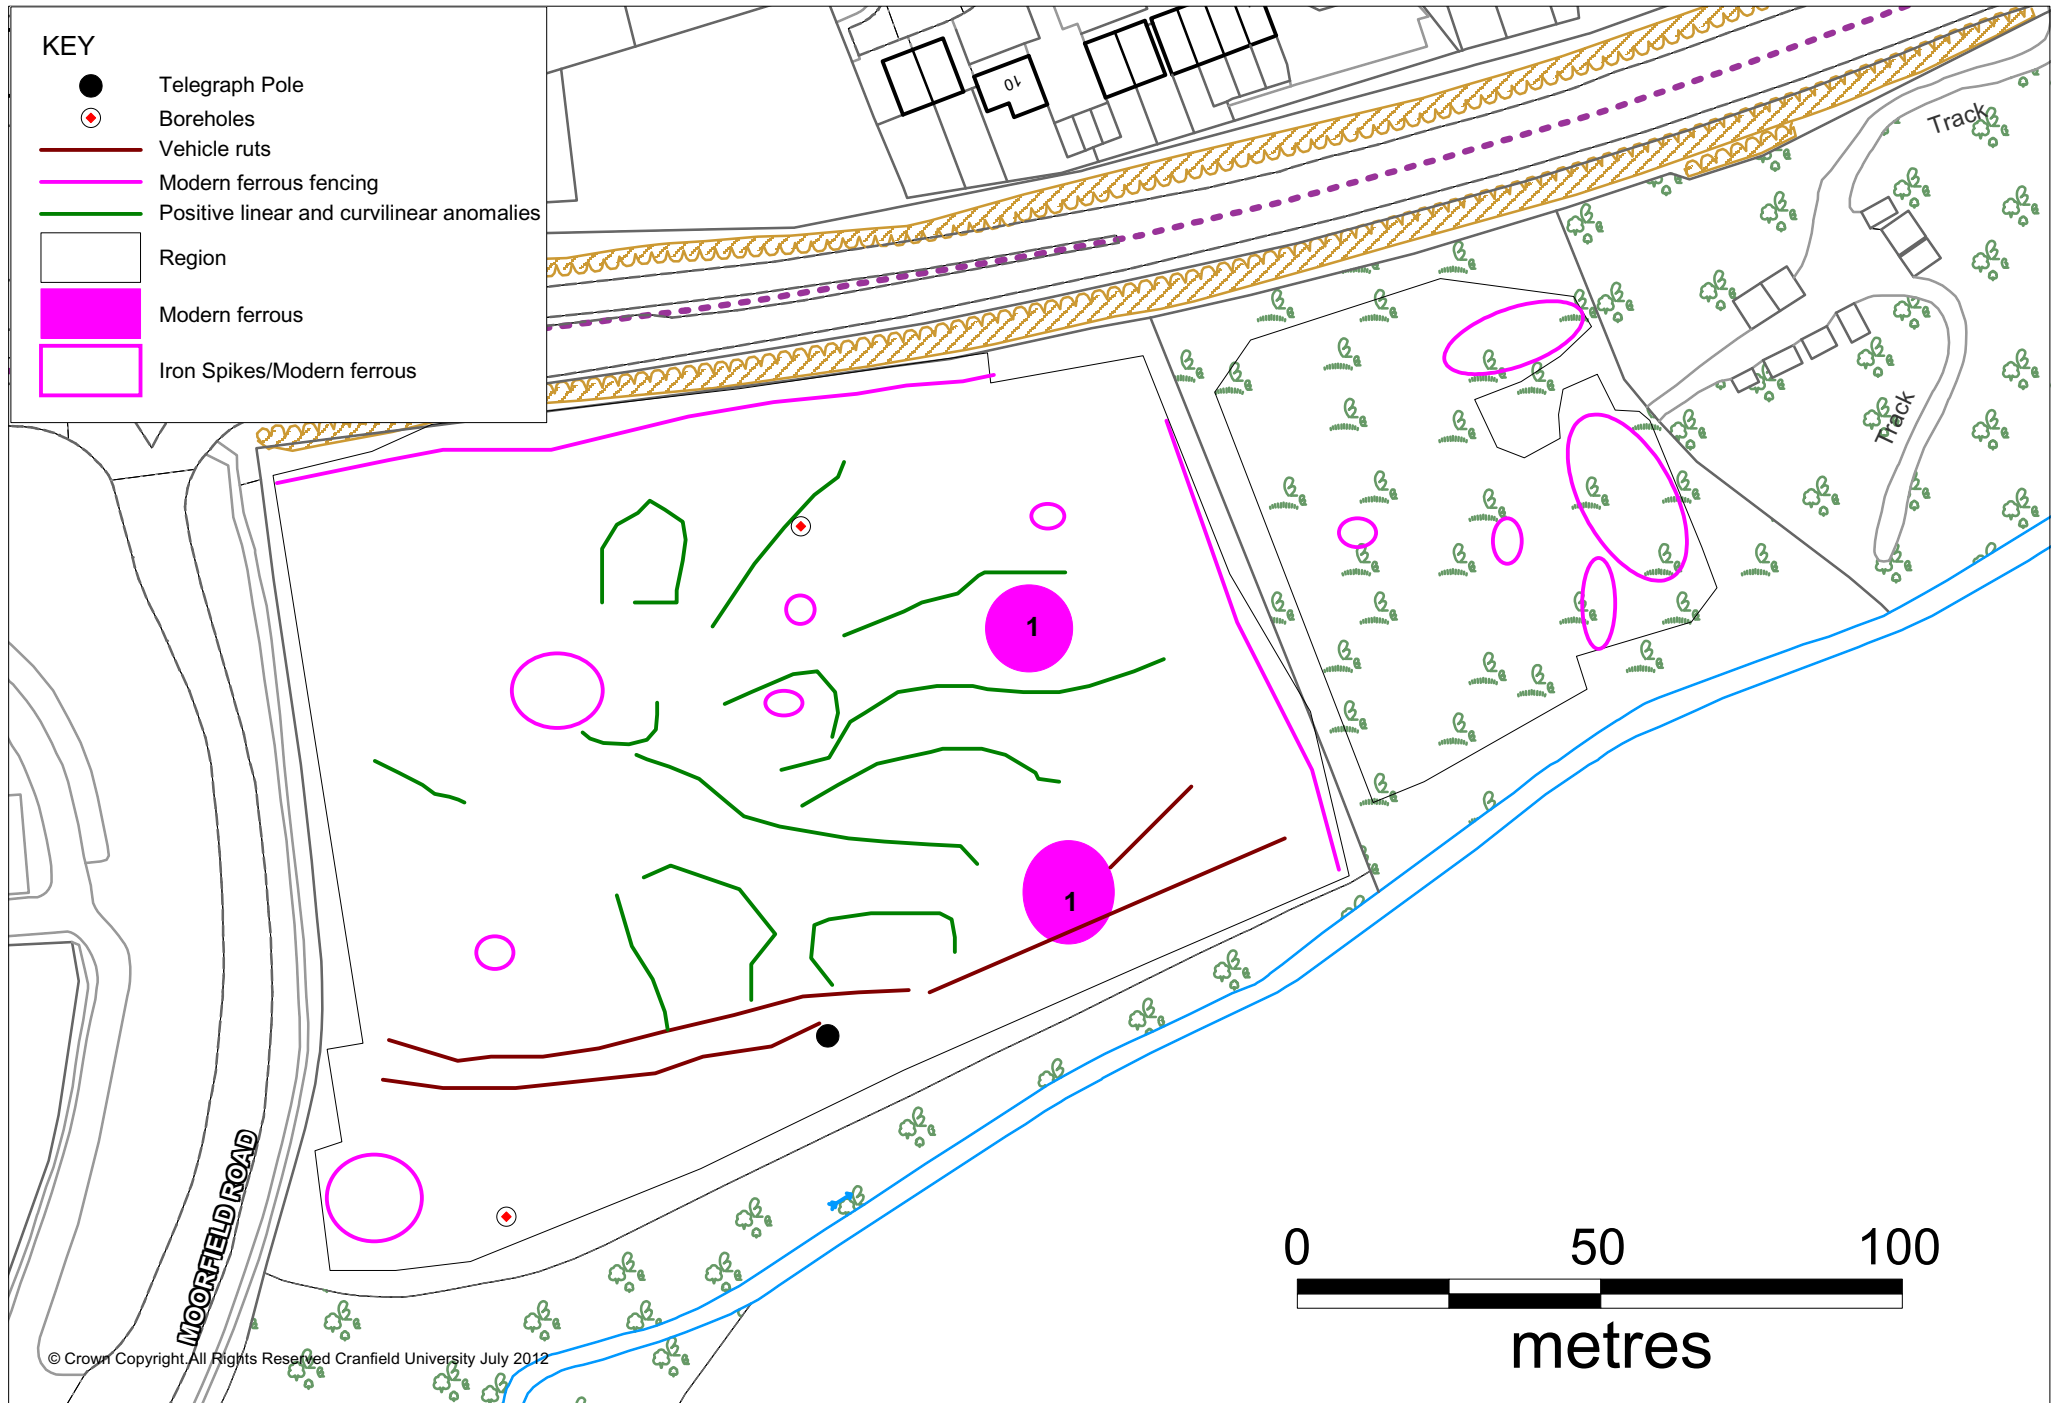 KEY
Telegraph Pole
Boreholes
Vehicle ruts
Modern ferrous fencing
Positive linear and curvilinear anomalies
Region
Modern ferrous
Iron Spikes/Modern ferrous
10
Track
Track
1
1
MOORFIELD ROAD
0 50 100
metres
© Crown Copyright.All Rights Reserved Cranfield University July 2012